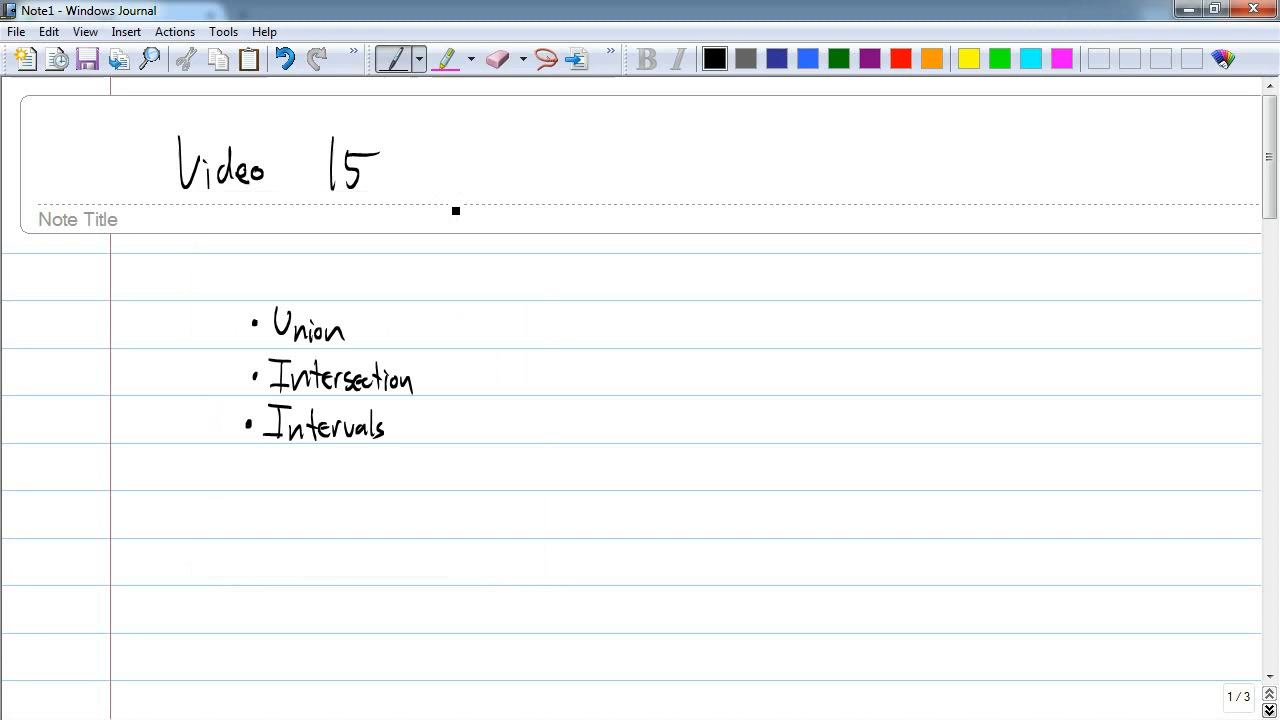 Note1 - Windows Journal
File Edit View Insert Actions Tools Help
Video 15
Note Title
• Union
• Intersection
• Intervals
1 / 3